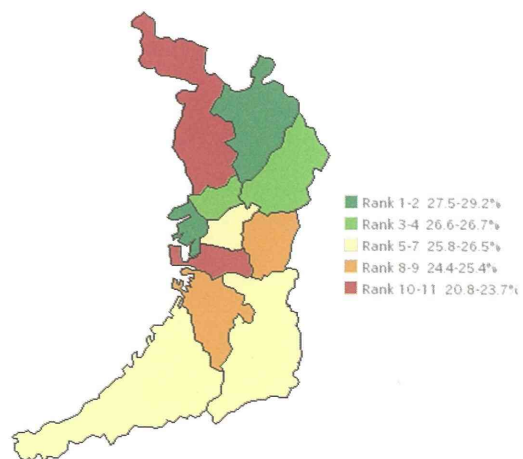 Rank 1-2 27.5-29.2%
Rank 3-4 26.6-26.7%
Rank 5-7 25.8-26.5%
Rank 8-9 24.4-25.4%
Rank 10-11 20.8-23.7%